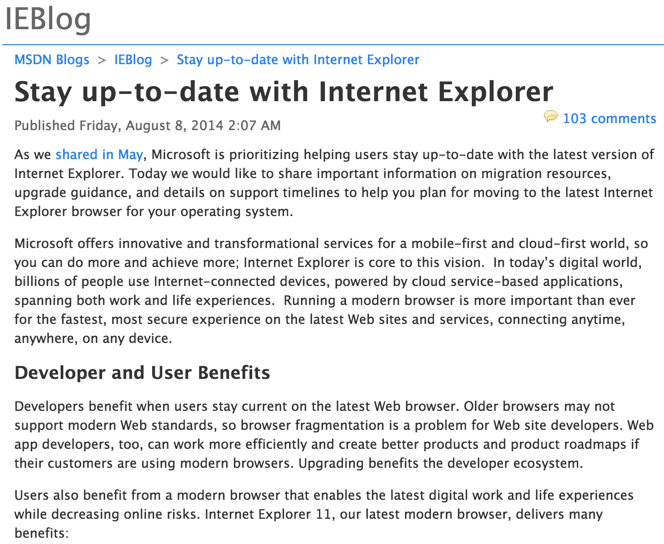 IEBlog
MSDN Blogs > IEBlog > Stay up-to-date with Internet Explorer
Stay up-to-date with Internet Explorer
Published Friday, August 8, 2014 2:07 AM
103 comments
As we shared in May, Microsoft is prioritizing helping users stay up-to-date with the latest version of
Internet Explorer. Today we would like to share important information on migration resources,
upgrade guidance, and details on support timelines to help you plan for moving to the latest Internet
Explorer browser for your operating system.
Microsoft offers innovative and transformational services for a mobile-first and cloud-first world, so
you can do more and achieve more; Internet Explorer is core to this vision.  In today's digital world,
billions of people use Internet-connected devices, powered by cloud service-based applications,
spanning both work and life experiences.  Running a modern browser is more important than ever
for the fastest, most secure experience on the latest Web sites and services, connecting anytime,
anywhere, on any device.
Developer and User Benefits
Developers benefit when users stay current on the latest Web browser. Older browsers may not
support modern Web standards, so browser fragmentation is a problem for Web site developers. Web
app developers, too, can work more efficiently and create better products and product roadmaps if
their customers are using modern browsers. Upgrading benefits the developer ecosystem.
Users also benefit from a modern browser that enables the latest digital work and life experiences
while decreasing online risks. Internet Explorer 11, our latest modern browser, delivers many
benefits: